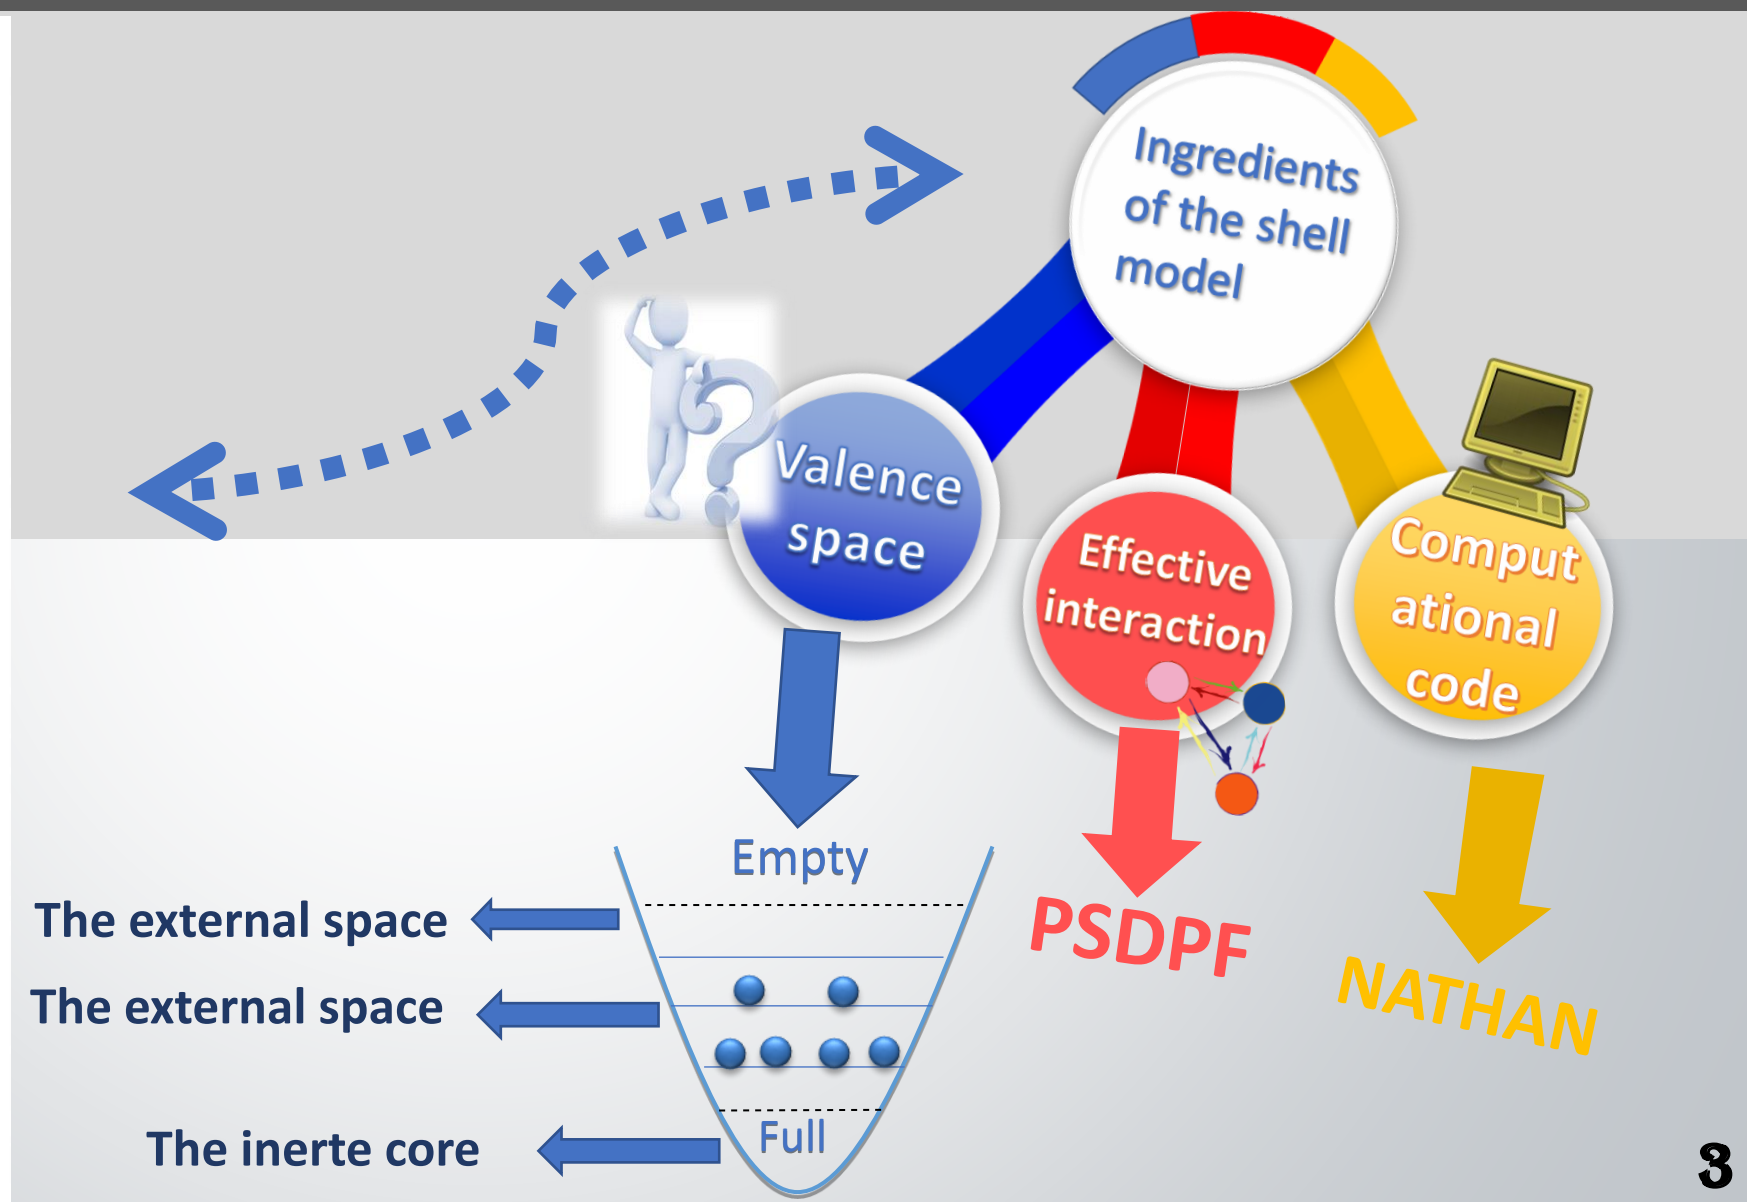 Ingredients
of the shell
model
Valence
space
Effective
interaction
Comput
ational
code
Empty
The external space
The external space
Full
The inerte core
PSDPF
NATHAN
3